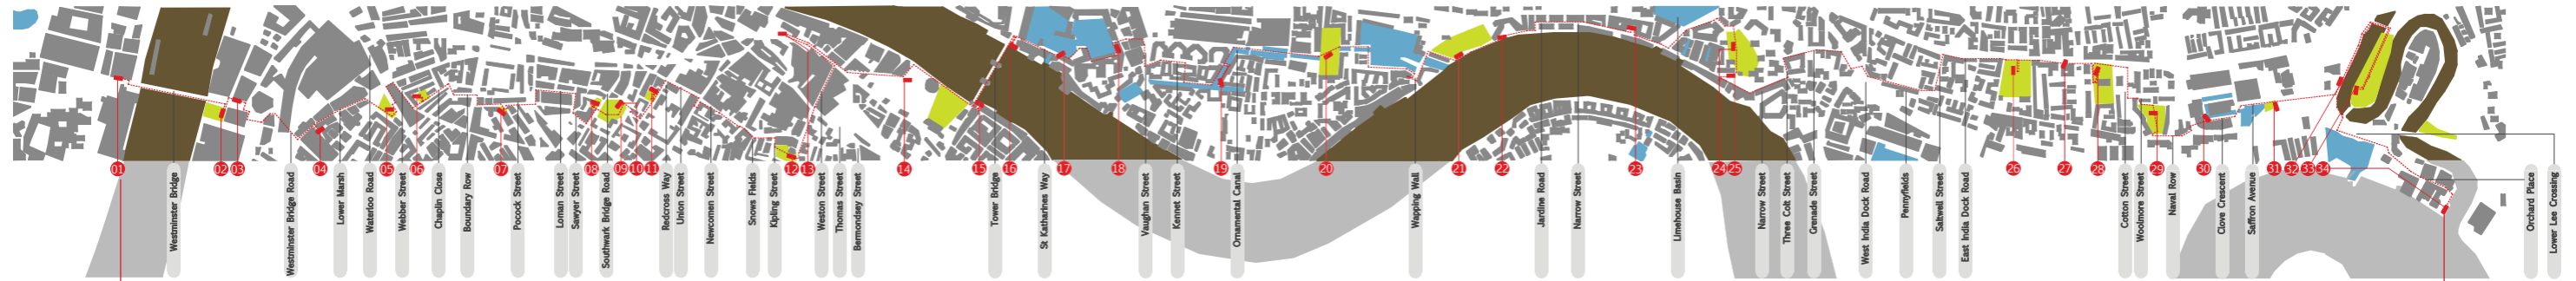 01
Westminster Bridge
02
03
Westminster Bridge Road
04
Lower Marsh
Waterloo Road
05
Webber Street
06
Chaplin Close
Boundary Row
07
Pocock Street
Loman Street
Sawyer Street
08
Southwark Bridge Road
09
10
11
Redcross Way
Union Street
Newcomen Street
Snows Fields
Kipling Street
12
13
Weston Street
Thomas Street
Bermondsey Street
14
15
Tower Bridge
16
St Katharines Way
17
18
Vaughan Street
Kennet Street
19
Ornamental Canal
20
Wapping Wall
21
22
Jardine Road
Narrow Street
23
Limehouse Basin
24
25
Narrow Street
Three Colt Street
Grenade Street
West India Dock Road
Pennyfields
Saltwell Street
East India Dock Road
26
27
28
Cotton Street
Woolmore Street
29
Naval Row
30
Clove Crescent
Saffron Avenue
31
32
33
34
Orchard Place
Lower Lee Crossing